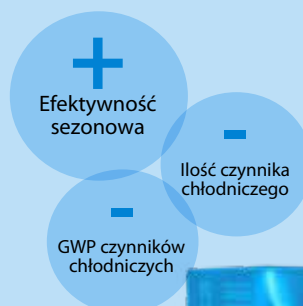 +
Efektywność
sezonowa
-
Ilość czynnika
chłodniczego
-
GWP czynników
chłodniczych